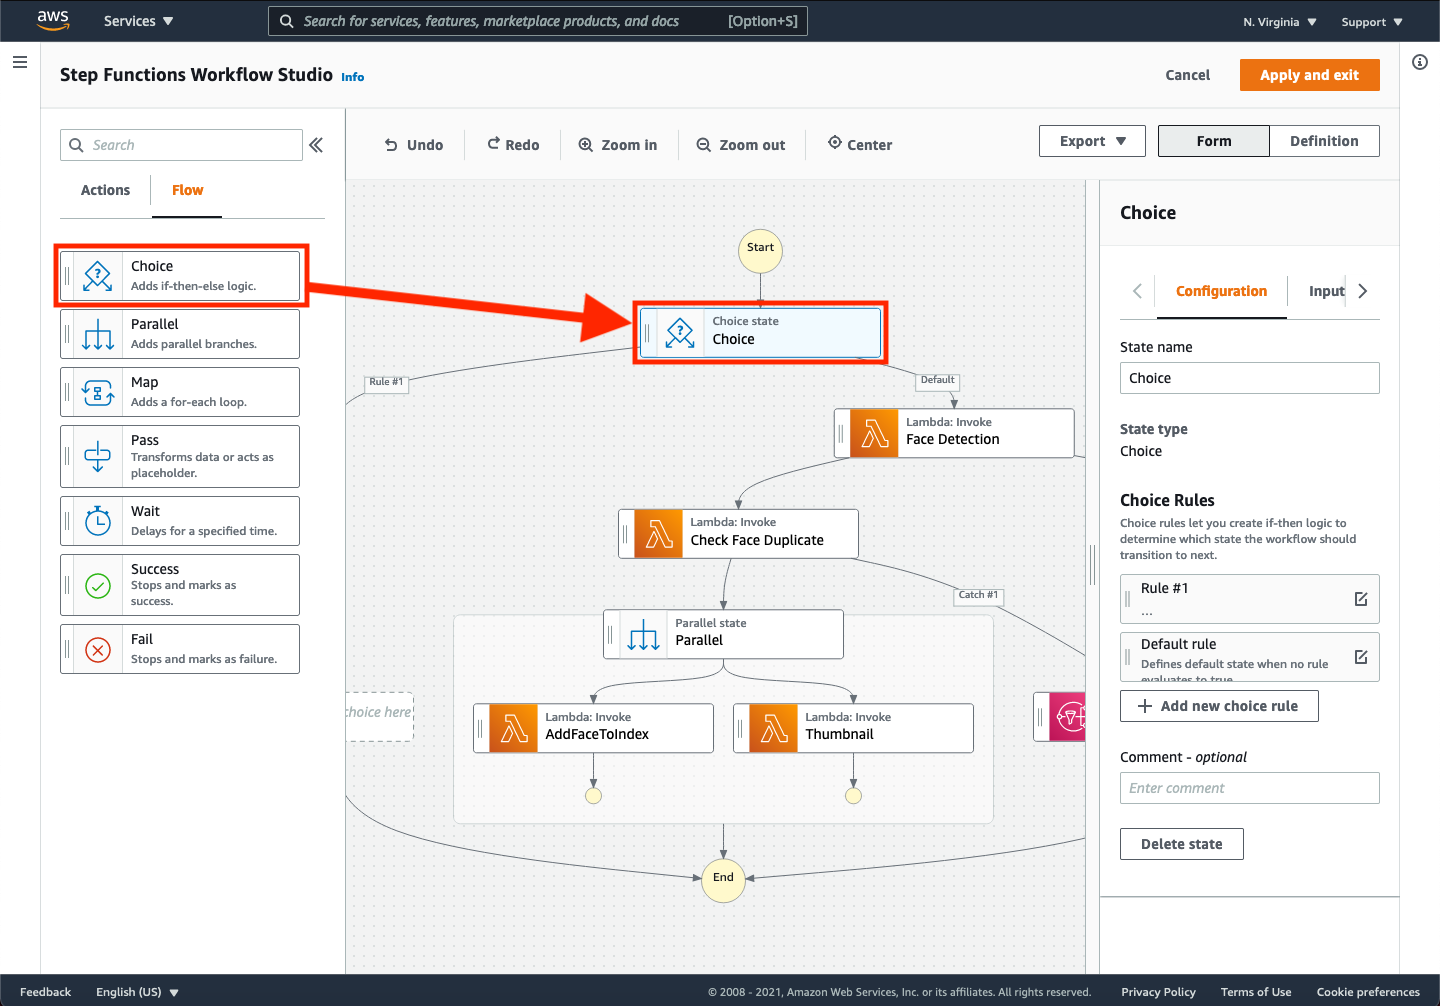 aws
Services
Search for services, features, marketplace products, and docs
[Option+S]
N. Virginia
Support
Step Functions Workflow Studio
Info
Cancel
Apply and exit
Search
Undo
Redo
Zoom in
Zoom out
Center
Export
Form
Definition
Actions
Flow
Choice
Adds if-then-else logic.
Parallel
Adds parallel branches.
Map
Adds a for-each loop.
Pass
Transforms data or acts as
placeholder.
Wait
Delays for a specified time.
Success
Stops and marks as
success.
Fail
Stops and marks as failure.
Start
Choice state
Choice
Rule #1
Default
Lambda: Invoke
Face Detection
Lambda: Invoke
Check Face Duplicate
Catch #1
Parallel state
Parallel
choice here
Lambda: Invoke
AddFaceToIndex
Lambda: Invoke
Thumbnail
End
Choice
Configuration
Input
State name
Choice
State type
Choice
Choice Rules
Choice rules let you create if-then logic to
determine which state the workflow should
transition to next.
Rule #1
...
Default rule
Defines default state when no rule
evaluates to true
Add new choice rule
Comment - optional
Enter comment
Delete state
Feedback
English (US)
© 2008 - 2021, Amazon Web Services, Inc. or its affiliates. All rights reserved.
Privacy Policy
Terms of Use
Cookie preferences